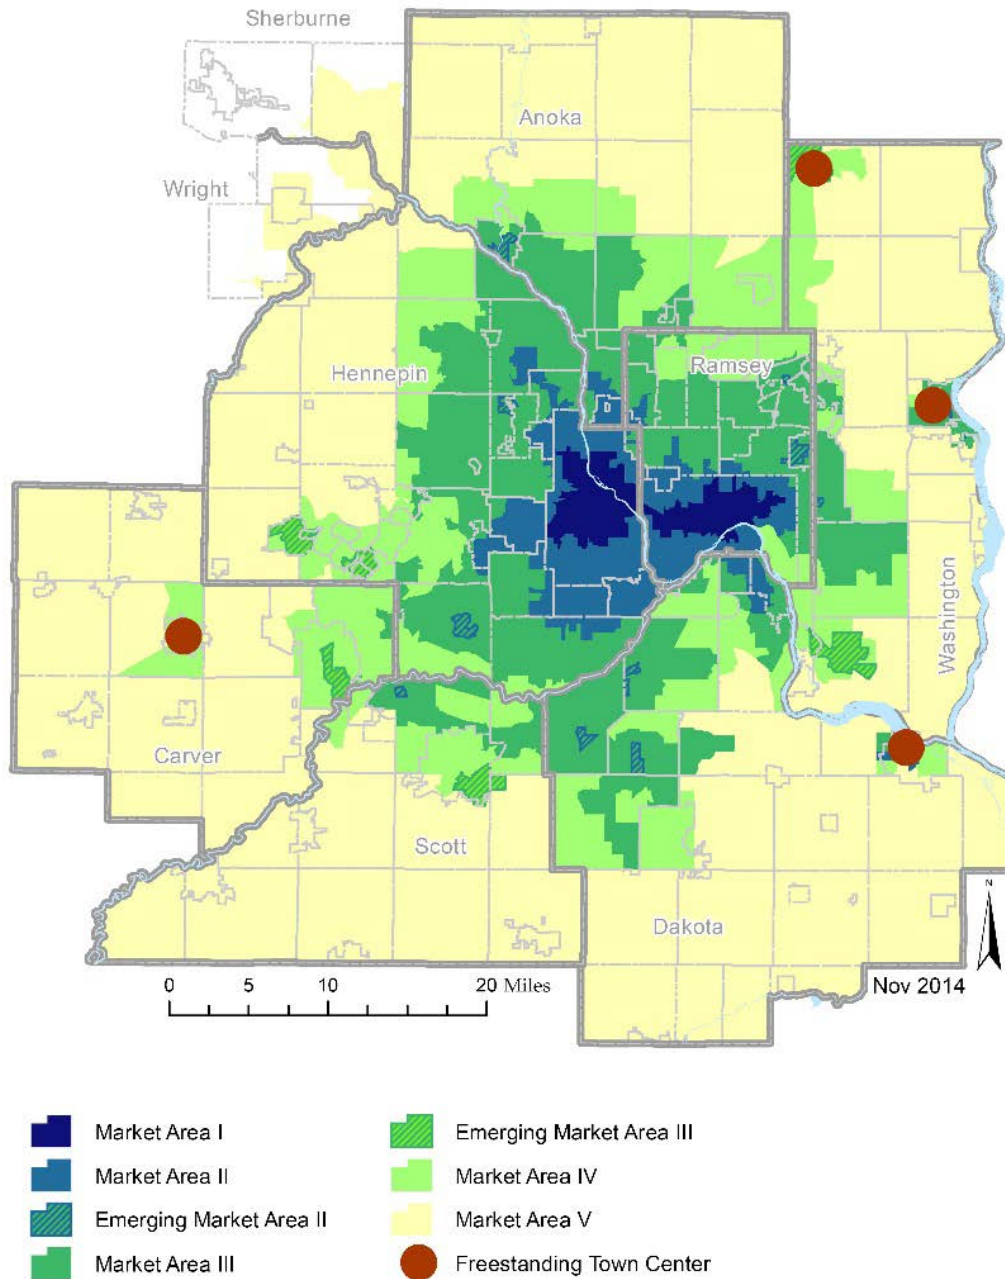 Sherburne
Anoka
Wright
Ramsey
Hennepin
Washington
Carver
Scott
Dakota
N
0 5 10 20 Miles
Nov 2014
Market Area I
Market Area II
Emerging Market Area II
Market Area III
Emerging Market Area III
Market Area IV
Market Area V
Freestanding Town Center